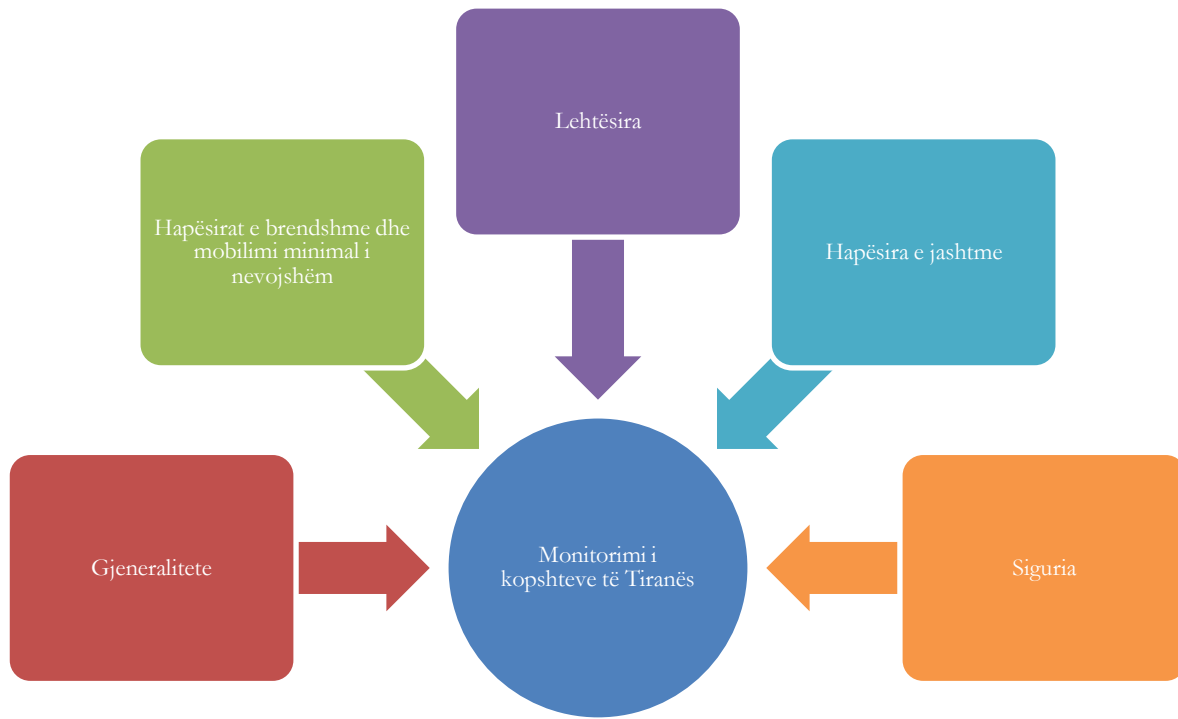 Lehtësira
Hapësirat e brendshme dhe
mobilimi minimal i
nevojshëm
Hapësira e jashtme
Gjeneralitete
Monitorimi i
kopshteve të Tiranës
Siguria